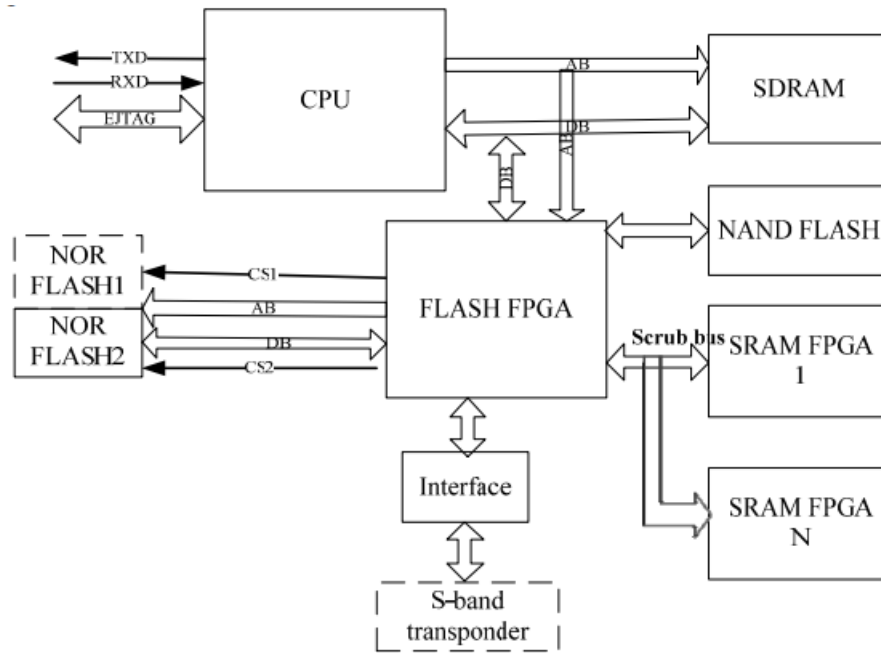 TXD
RXD
EJTAG
CPU
AB
DB
AB
DB
SDRAM
NAND FLASH
NOR
FLASH1
NOR
FLASH2
CS1
AB
DB
CS2
FLASH FPGA
Scrub bus
SRAM FPGA
1
Interface
SRAM FPGA
N
S-band
transponder